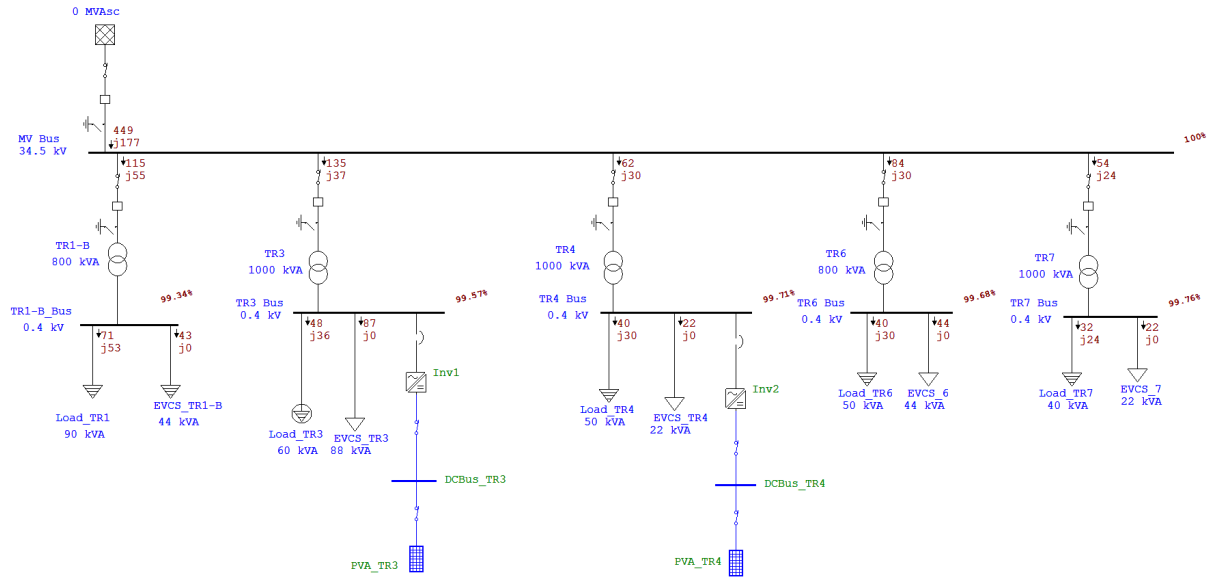 0 MVAsc
MV Bus
34.5 kV
449
j177
100%
115
j55
135
j37
62
j30
84
j30
54
j24
TR1-B
800 kVA
TR3
1000 kVA
TR4
1000 kVA
TR6
800 kVA
TR7
1000 kVA
TR1-B_Bus
0.4 kV
99.34%
TR3 Bus
0.4 kV
99.57%
TR4 Bus
0.4 kV
99.71%
TR6 Bus
0.4 kV
99.68%
TR7 Bus
0.4 kV
99.76%
71
j53
43
j0
48
j36
87
j0
40
j30
22
j0
40
j30
44
j0
32
j24
22
j0
Inv1
Inv2
Load_TR1
90 kVA
EVCS_TR1-B
44 kVA
Load_TR3
60 kVA
EVCS_TR3
88 kVA
Load_TR4
50 kVA
EVCS_TR4
22 kVA
Load_TR6
50 kVA
EVCS_6
44 kVA
Load_TR7
40 kVA
EVCS_7
22 kVA
DCBus_TR3
DCBus_TR4
PVA_TR3
PVA_TR4